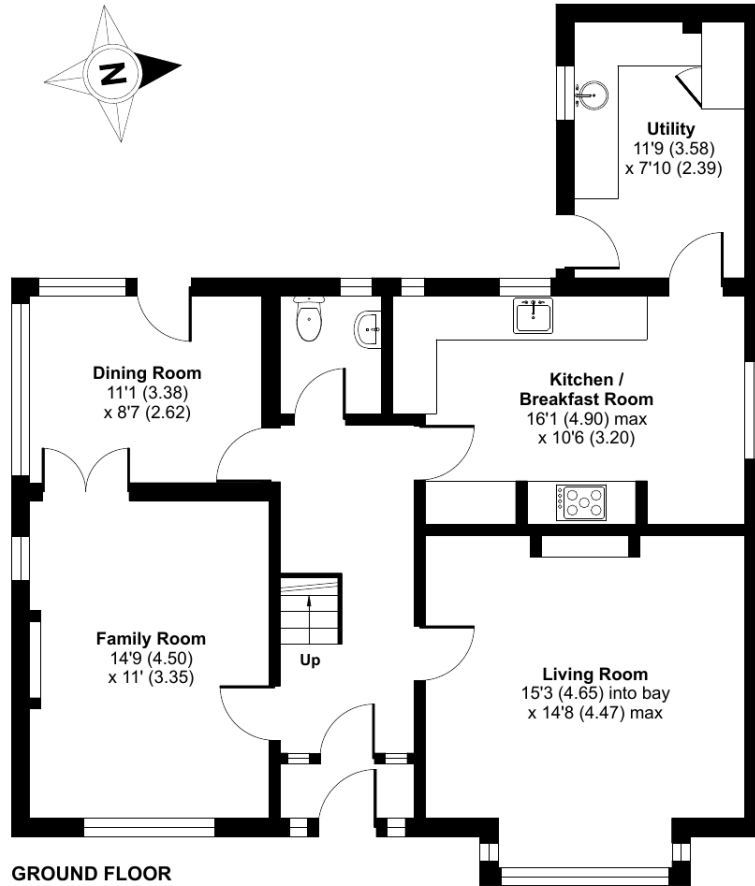 N
Utility
11'9 (3.58)
x 7'10 (2.39)
Dining Room
11'1 (3.38)
x 8'7 (2.62)
Kitchen /
Breakfast Room
16'1 (4.90) max
x 10'6 (3.20)
Family Room
14'9 (4.50)
x 11' (3.35)
Up
Living Room
15'3 (4.65) into bay
x 14'8 (4.47) max
GROUND FLOOR